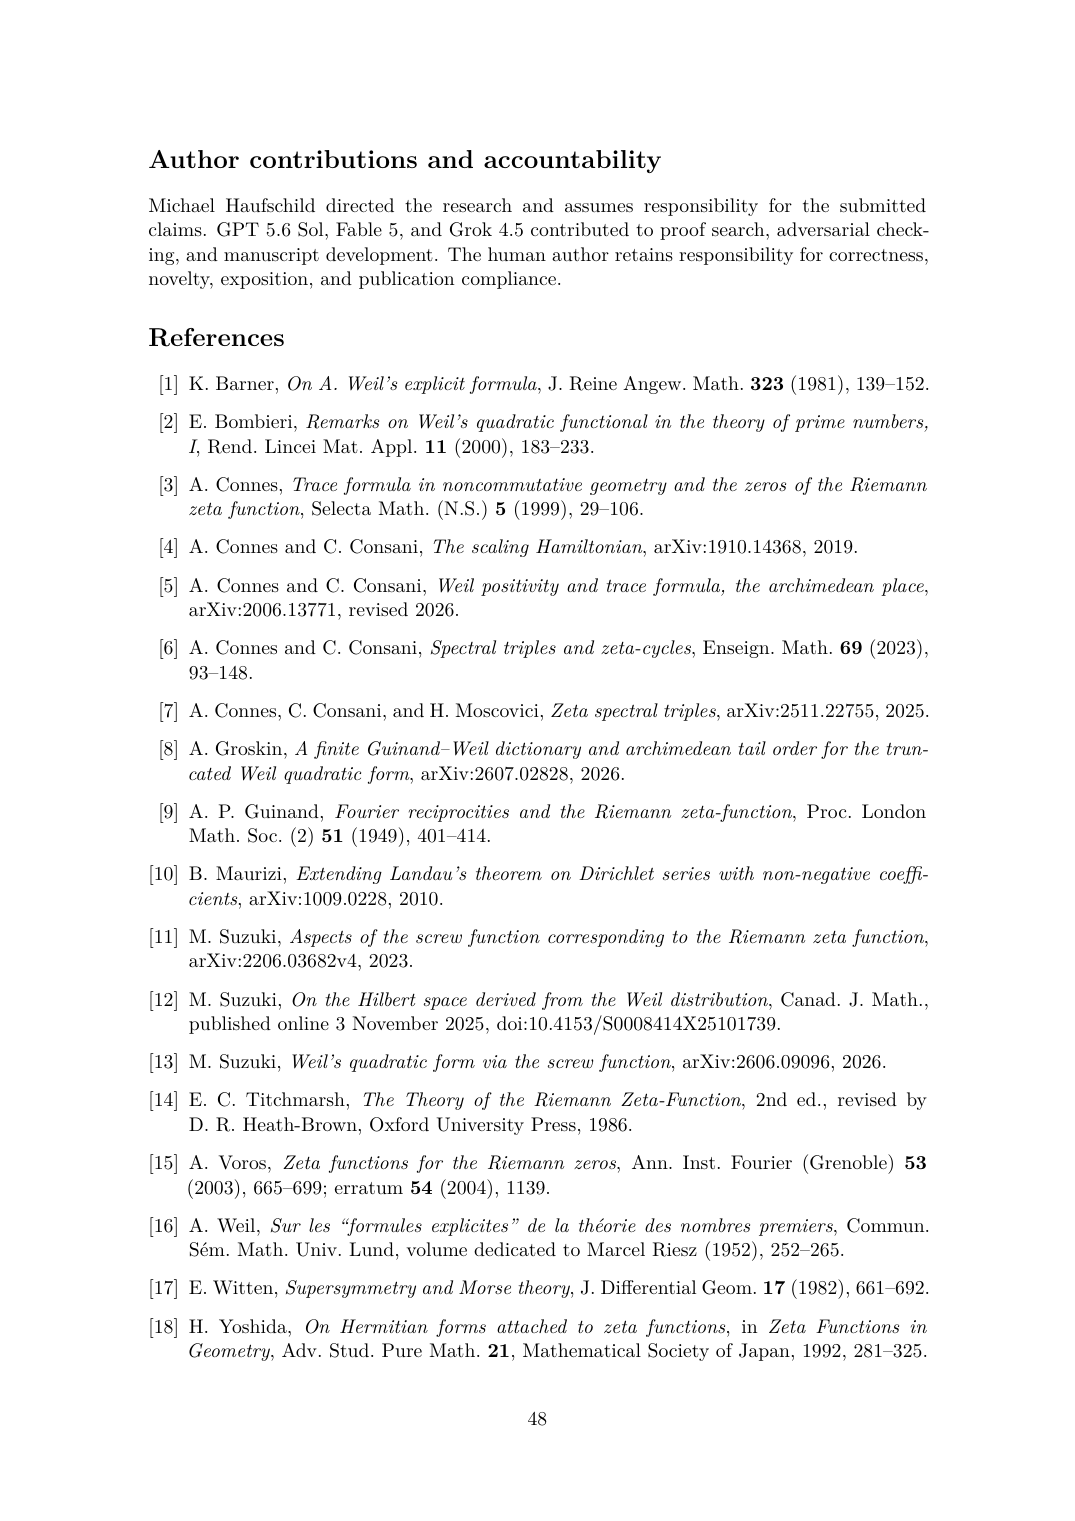 Author contributions and accountability
Michael Haufschild directed the research and assumes responsibility for the submitted
claims. GPT 5.6 Sol, Fable 5, and Grok 4.5 contributed to proof search, adversarial check-
ing, and manuscript development. The human author retains responsibility for correctness,
novelty, exposition, and publication compliance.
References
[1] K. Barner, On A. Weil's explicit formula, J. Reine Angew. Math. 323 (1981), 139–152.
[2] E. Bombieri, Remarks on Weil's quadratic functional in the theory of prime numbers,
I, Rend. Lincei Mat. Appl. 11 (2000), 183–233.
[3] A. Connes, Trace formula in noncommutative geometry and the zeros of the Riemann
zeta function, Selecta Math. (N.S.) 5 (1999), 29–106.
[4] A. Connes and C. Consani, The scaling Hamiltonian, arXiv:1910.14368, 2019.
[5] A. Connes and C. Consani, Weil positivity and trace formula, the archimedean place,
arXiv:2006.13771, revised 2026.
[6] A. Connes and C. Consani, Spectral triples and zeta-cycles, Enseign. Math. 69 (2023),
93–148.
[7] A. Connes, C. Consani, and H. Moscovici, Zeta spectral triples, arXiv:2511.22755, 2025.
[8] A. Groskin, A finite Guinand–Weil dictionary and archimedean tail order for the trun-
cated Weil quadratic form, arXiv:2607.02828, 2026.
[9] A. P. Guinand, Fourier reciprocities and the Riemann zeta-function, Proc. London
Math. Soc. (2) 51 (1949), 401–414.
[10] B. Maurizi, Extending Landau's theorem on Dirichlet series with non-negative coeffi-
cients, arXiv:1009.0228, 2010.
[11] M. Suzuki, Aspects of the screw function corresponding to the Riemann zeta function,
arXiv:2206.03682v4, 2023.
[12] M. Suzuki, On the Hilbert space derived from the Weil distribution, Canad. J. Math.,
published online 3 November 2025, doi:10.4153/S0008414X25101739.
[13] M. Suzuki, Weil's quadratic form via the screw function, arXiv:2606.09096, 2026.
[14] E. C. Titchmarsh, The Theory of the Riemann Zeta-Function, 2nd ed., revised by
D. R. Heath-Brown, Oxford University Press, 1986.
[15] A. Voros, Zeta functions for the Riemann zeros, Ann. Inst. Fourier (Grenoble) 53
(2003), 665–699; erratum 54 (2004), 1139.
[16] A. Weil, Sur les “formules explicites” de la théorie des nombres premiers, Commun.
Sém. Math. Univ. Lund, volume dedicated to Marcel Riesz (1952), 252–265.
[17] E. Witten, Supersymmetry and Morse theory, J. Differential Geom. 17 (1982), 661–692.
[18] H. Yoshida, On Hermitian forms attached to zeta functions, in Zeta Functions in
Geometry, Adv. Stud. Pure Math. 21, Mathematical Society of Japan, 1992, 281–325.
48